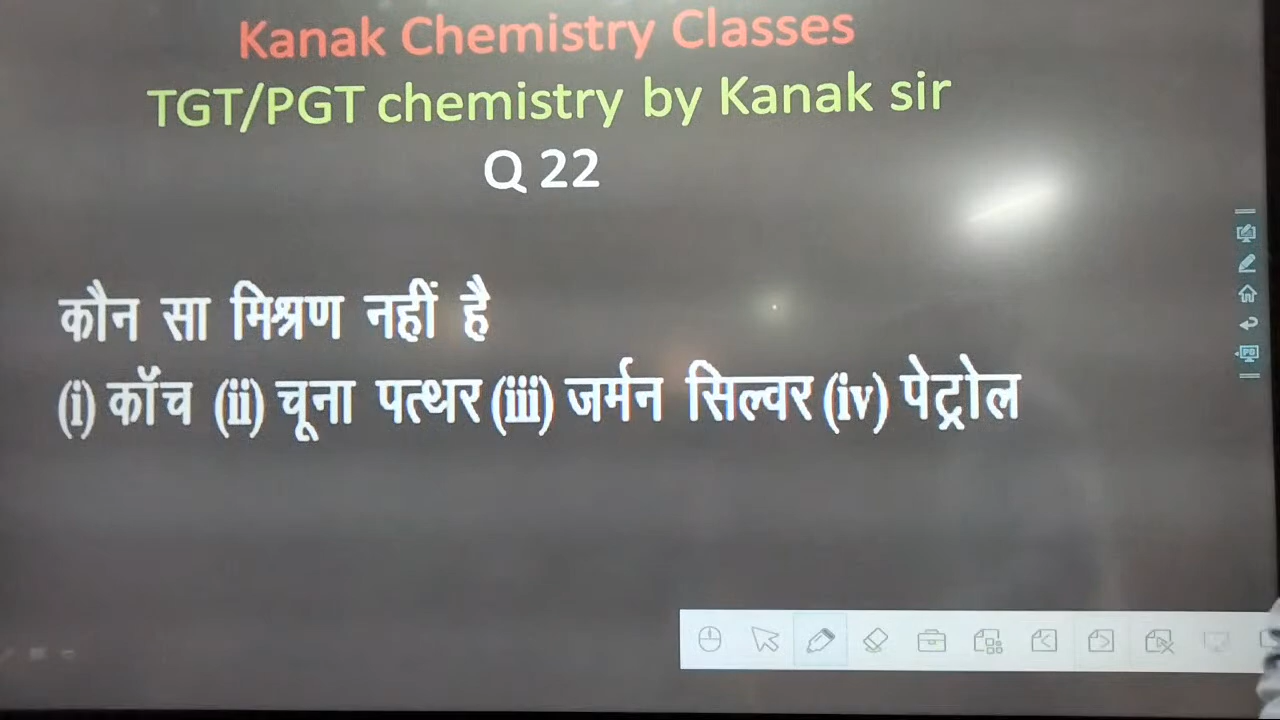 Kanak Chemistry Classes
TGT/PGT chemistry by Kanak sir
Q 22
कौन सा मिश्रण नहीं है
(i) कॉंच (ii) चूना पत्थर (iii) जर्मन सिल्वर (iv) पेट्रोल